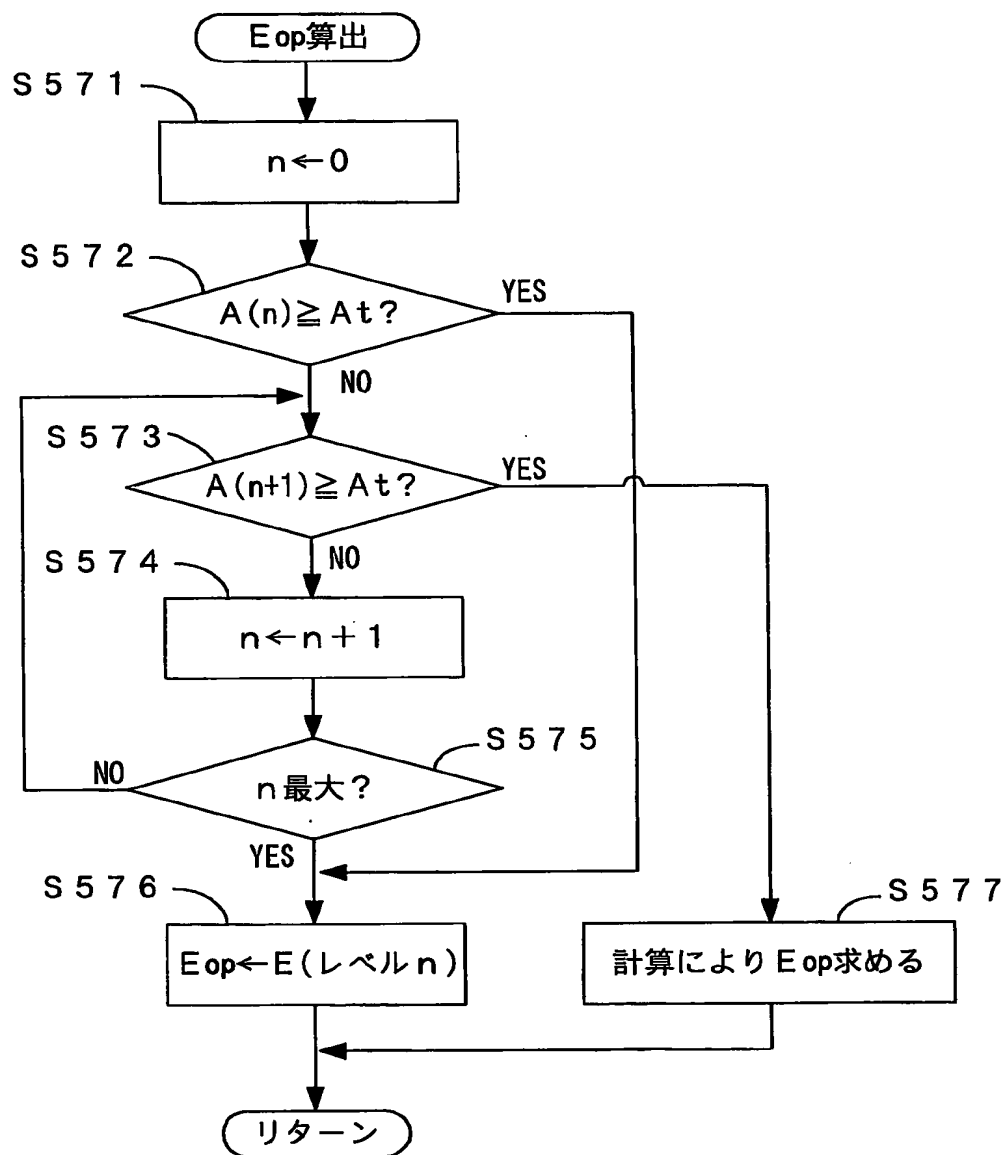 Eop算出
S571
n←0
S572
A(n)≧At?
YES
NO
S573
A(n+1)≧At?
YES
NO
S574
n←n+1
S575
n最大?
NO
YES
S576
Eop←E(レベルn)
S577
計算によりEop求める
リターン